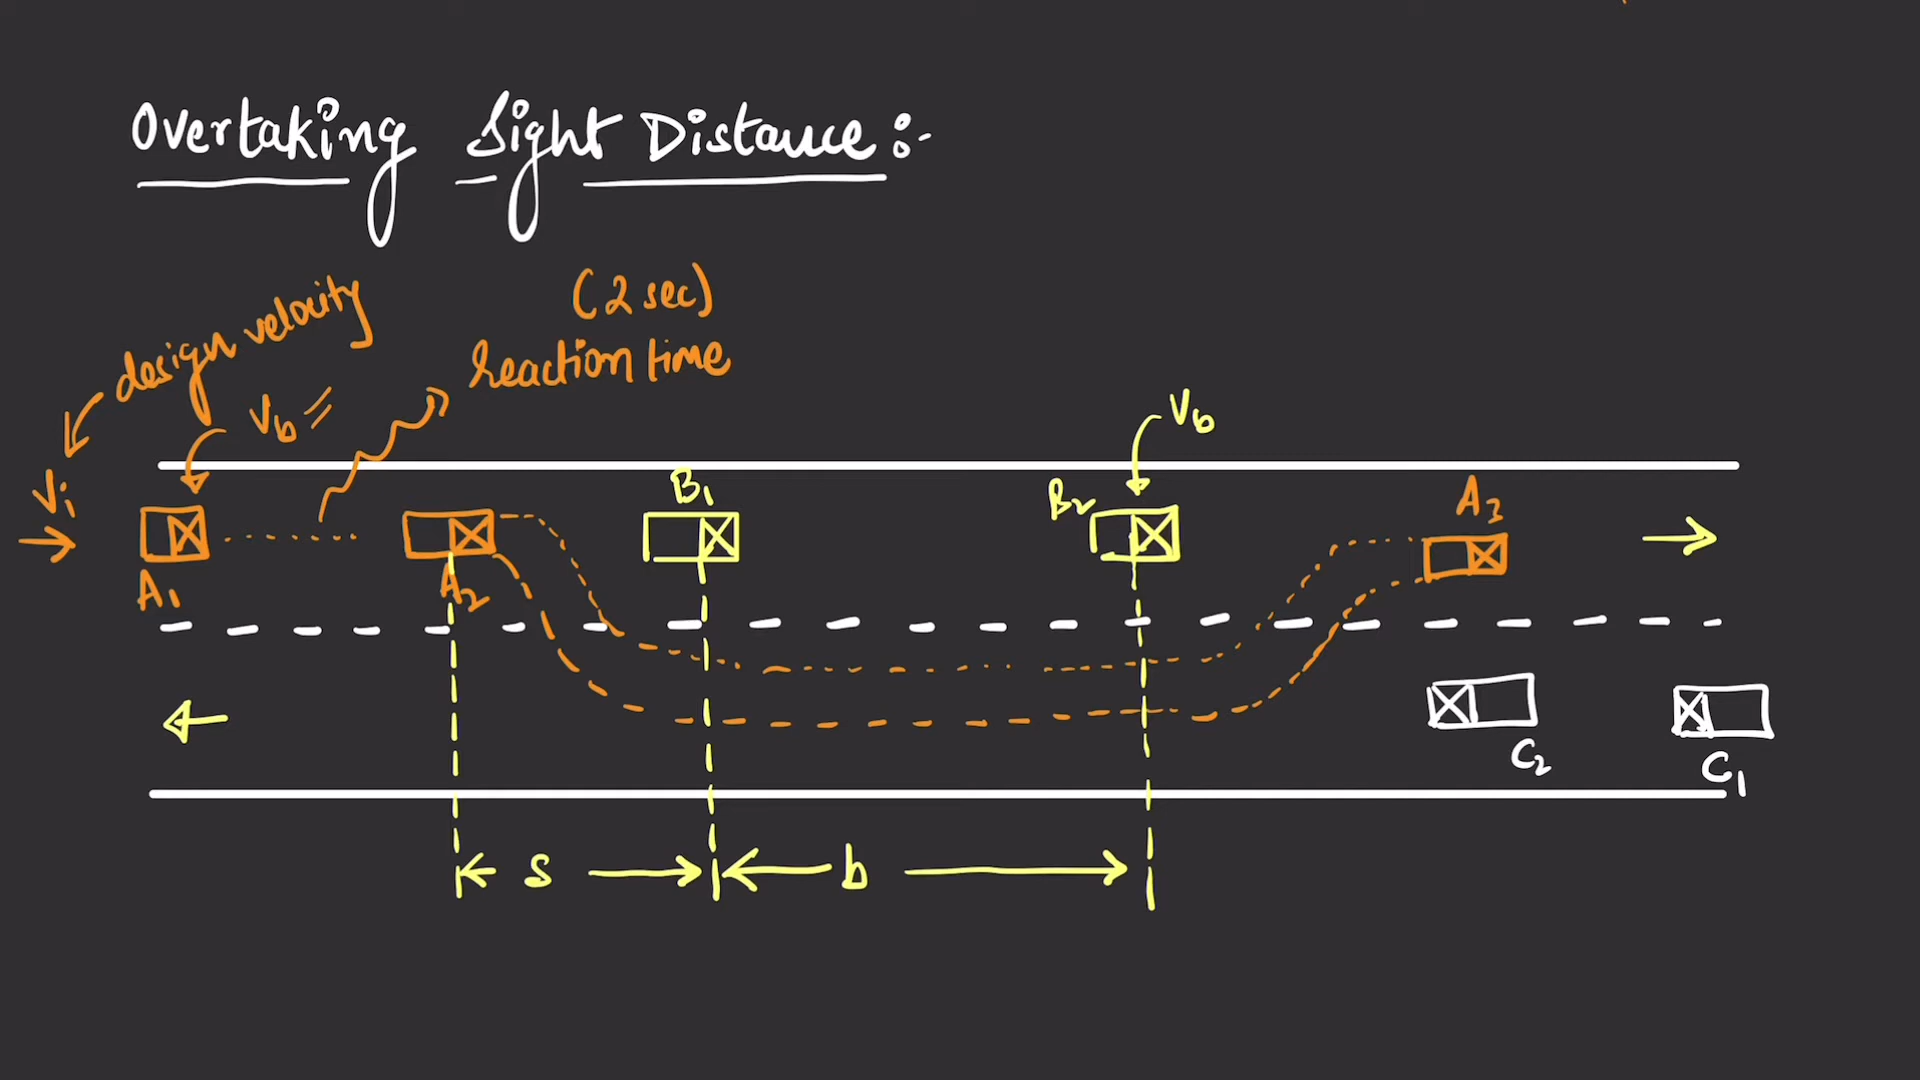 Overtaking Sight Distance :-
(2 sec)
design velocity
reaction time
Vb
Vb
Vi
B1
B2
A3
A1
A2
C2
C1
s
b